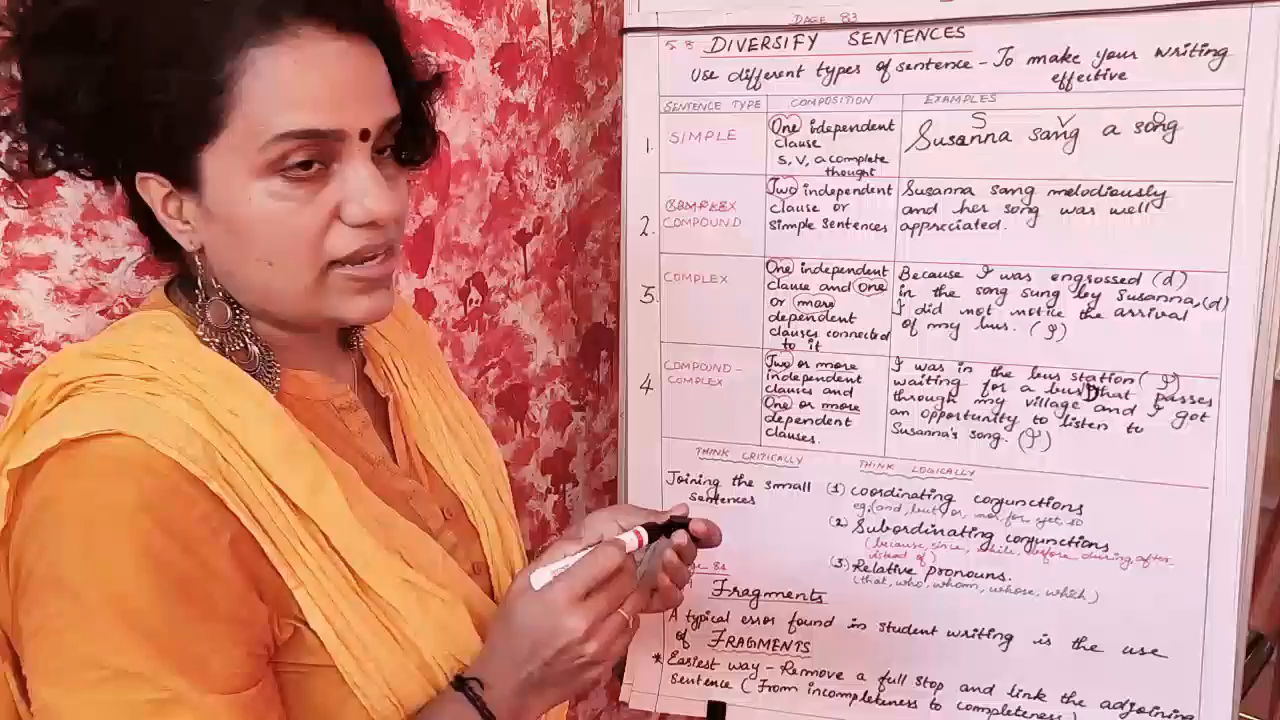 PAGE 83
5.3 DIVERSIFY SENTENCES
Use different types of sentence - To make your writing
effective
SENTENCE TYPE COMPOSITION EXAMPLES
1. SIMPLE
One idependent
clause
S, V, a complete
thought
S V O
Susanna sang a song
2. COMPLEX
COMPOUND
Two independent
clause or
simple sentences
Susanna sang melodiously
and her song was well
appreciated.
3. COMPLEX
One independent
clause and one
or more
dependent
clauses connected
to it
Because I was engrossed (d)
in the song sung by Susanna, (d)
I did not notice the arrival
of my bus. (I)
4 COMPOUND-
COMPLEX
Two or more
independent
clauses and
One or more
dependent
clauses.
I was in the bus station (I)
waiting for a bus that passes
through my village and I got
an opportunity to listen to
Susanna's song. (I)
THINK CRITICALLY THINK LOGICALLY
Joining the small
sentences
(1) coordinating conjunctions
eg. (and, but, or, nor, for, yet, so
(2) Subordinating conjunctions
(because, since, while, before during, after
istead of)
(3) Relative pronouns.
(that, who, whom, whose, which)
84
Fragments
A typical error found in student writing is the use
of FRAGMENTS
* Easiest way - Remove a full stop and link the adjoining
sentence (From incompleteness to completeness